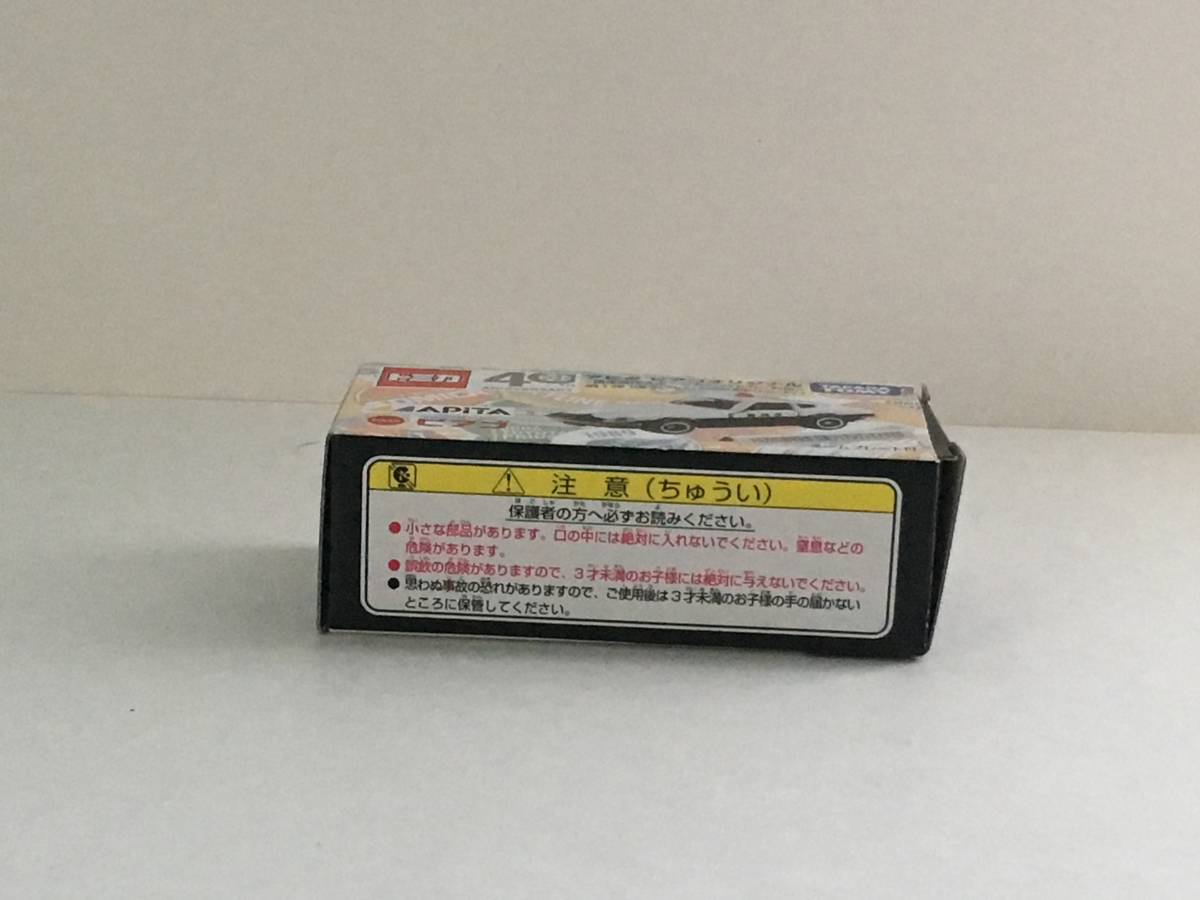 トミカ 40
TAKARA TOMY
APiTA
ピアゴ
1989
注 意 (ちゅうい)
保護者の方へ必ずお読みください。
●小さな部品があります。口の中には絶対に入れないでください。窒息などの
危険があります。
●誤飲の危険がありますので、3才未満のお子様には絶対に与えないでください。
●思わぬ事故の恐れがありますので、ご使用後は3才未満のお子様の手の届かない
ところに保管してください。